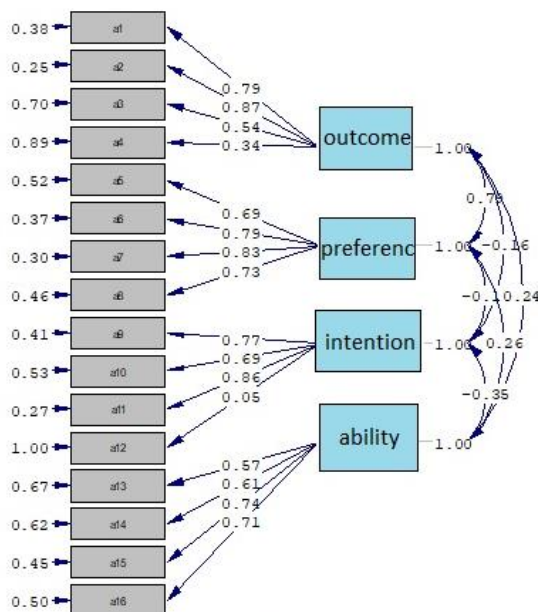 0.38 a1
0.25 a2
0.70 a3
0.89 a4
0.52 a5
0.37 a6
0.30 a7
0.46 a8
0.41 a9
0.53 a10
0.27 a11
1.00 a12
0.67 a13
0.62 a14
0.45 a15
0.50 a16
0.79
0.87
0.54
0.34
0.69
0.79
0.83
0.73
0.77
0.69
0.86
0.05
0.57
0.61
0.74
0.71
outcome 1.00
preferenc 1.00
intention 1.00
ability 1.00
-0.16
0.24
0.26
-0.35